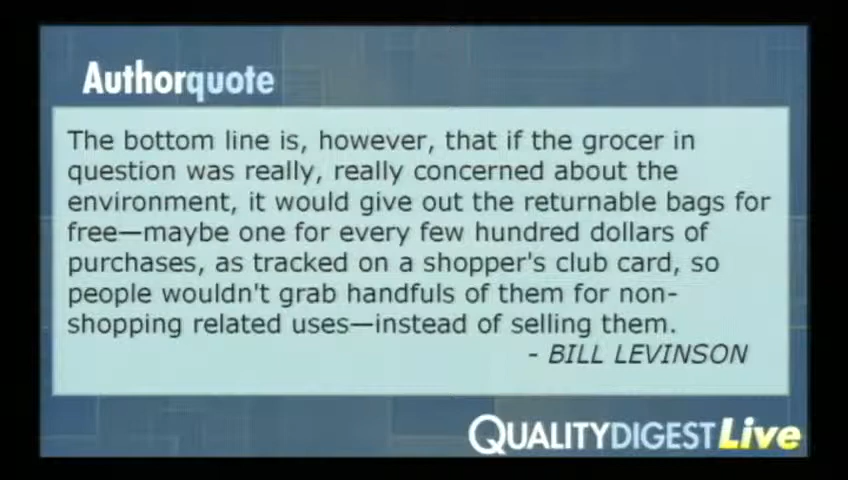 Authorquote
The bottom line is, however, that if the grocer in
question was really, really concerned about the
environment, it would give out the returnable bags for
free—maybe one for every few hundred dollars of
purchases, as tracked on a shopper's club card, so
people wouldn't grab handfuls of them for non-
shopping related uses—instead of selling them.
- BILL LEVINSON
QUALITYDIGESTLive